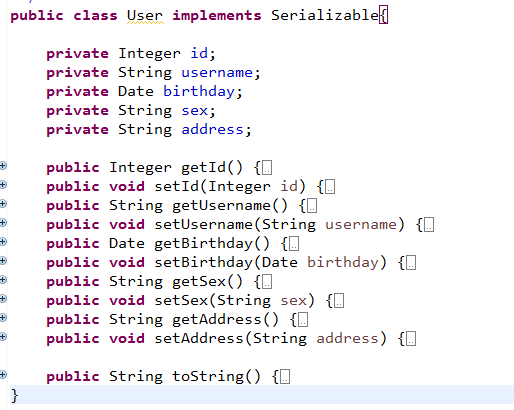 public class User implements Serializable{
private Integer id;
private String username;
private Date birthday;
private String sex;
private String address;
public Integer getId() {
public void setId(Integer id) {
public String getUsername() {
public void setUsername(String username) {
public Date getBirthday() {
public void setBirthday(Date birthday) {
public String getSex() {
public void setSex(String sex) {
public String getAddress() {
public void setAddress(String address) {
public String toString() {
}